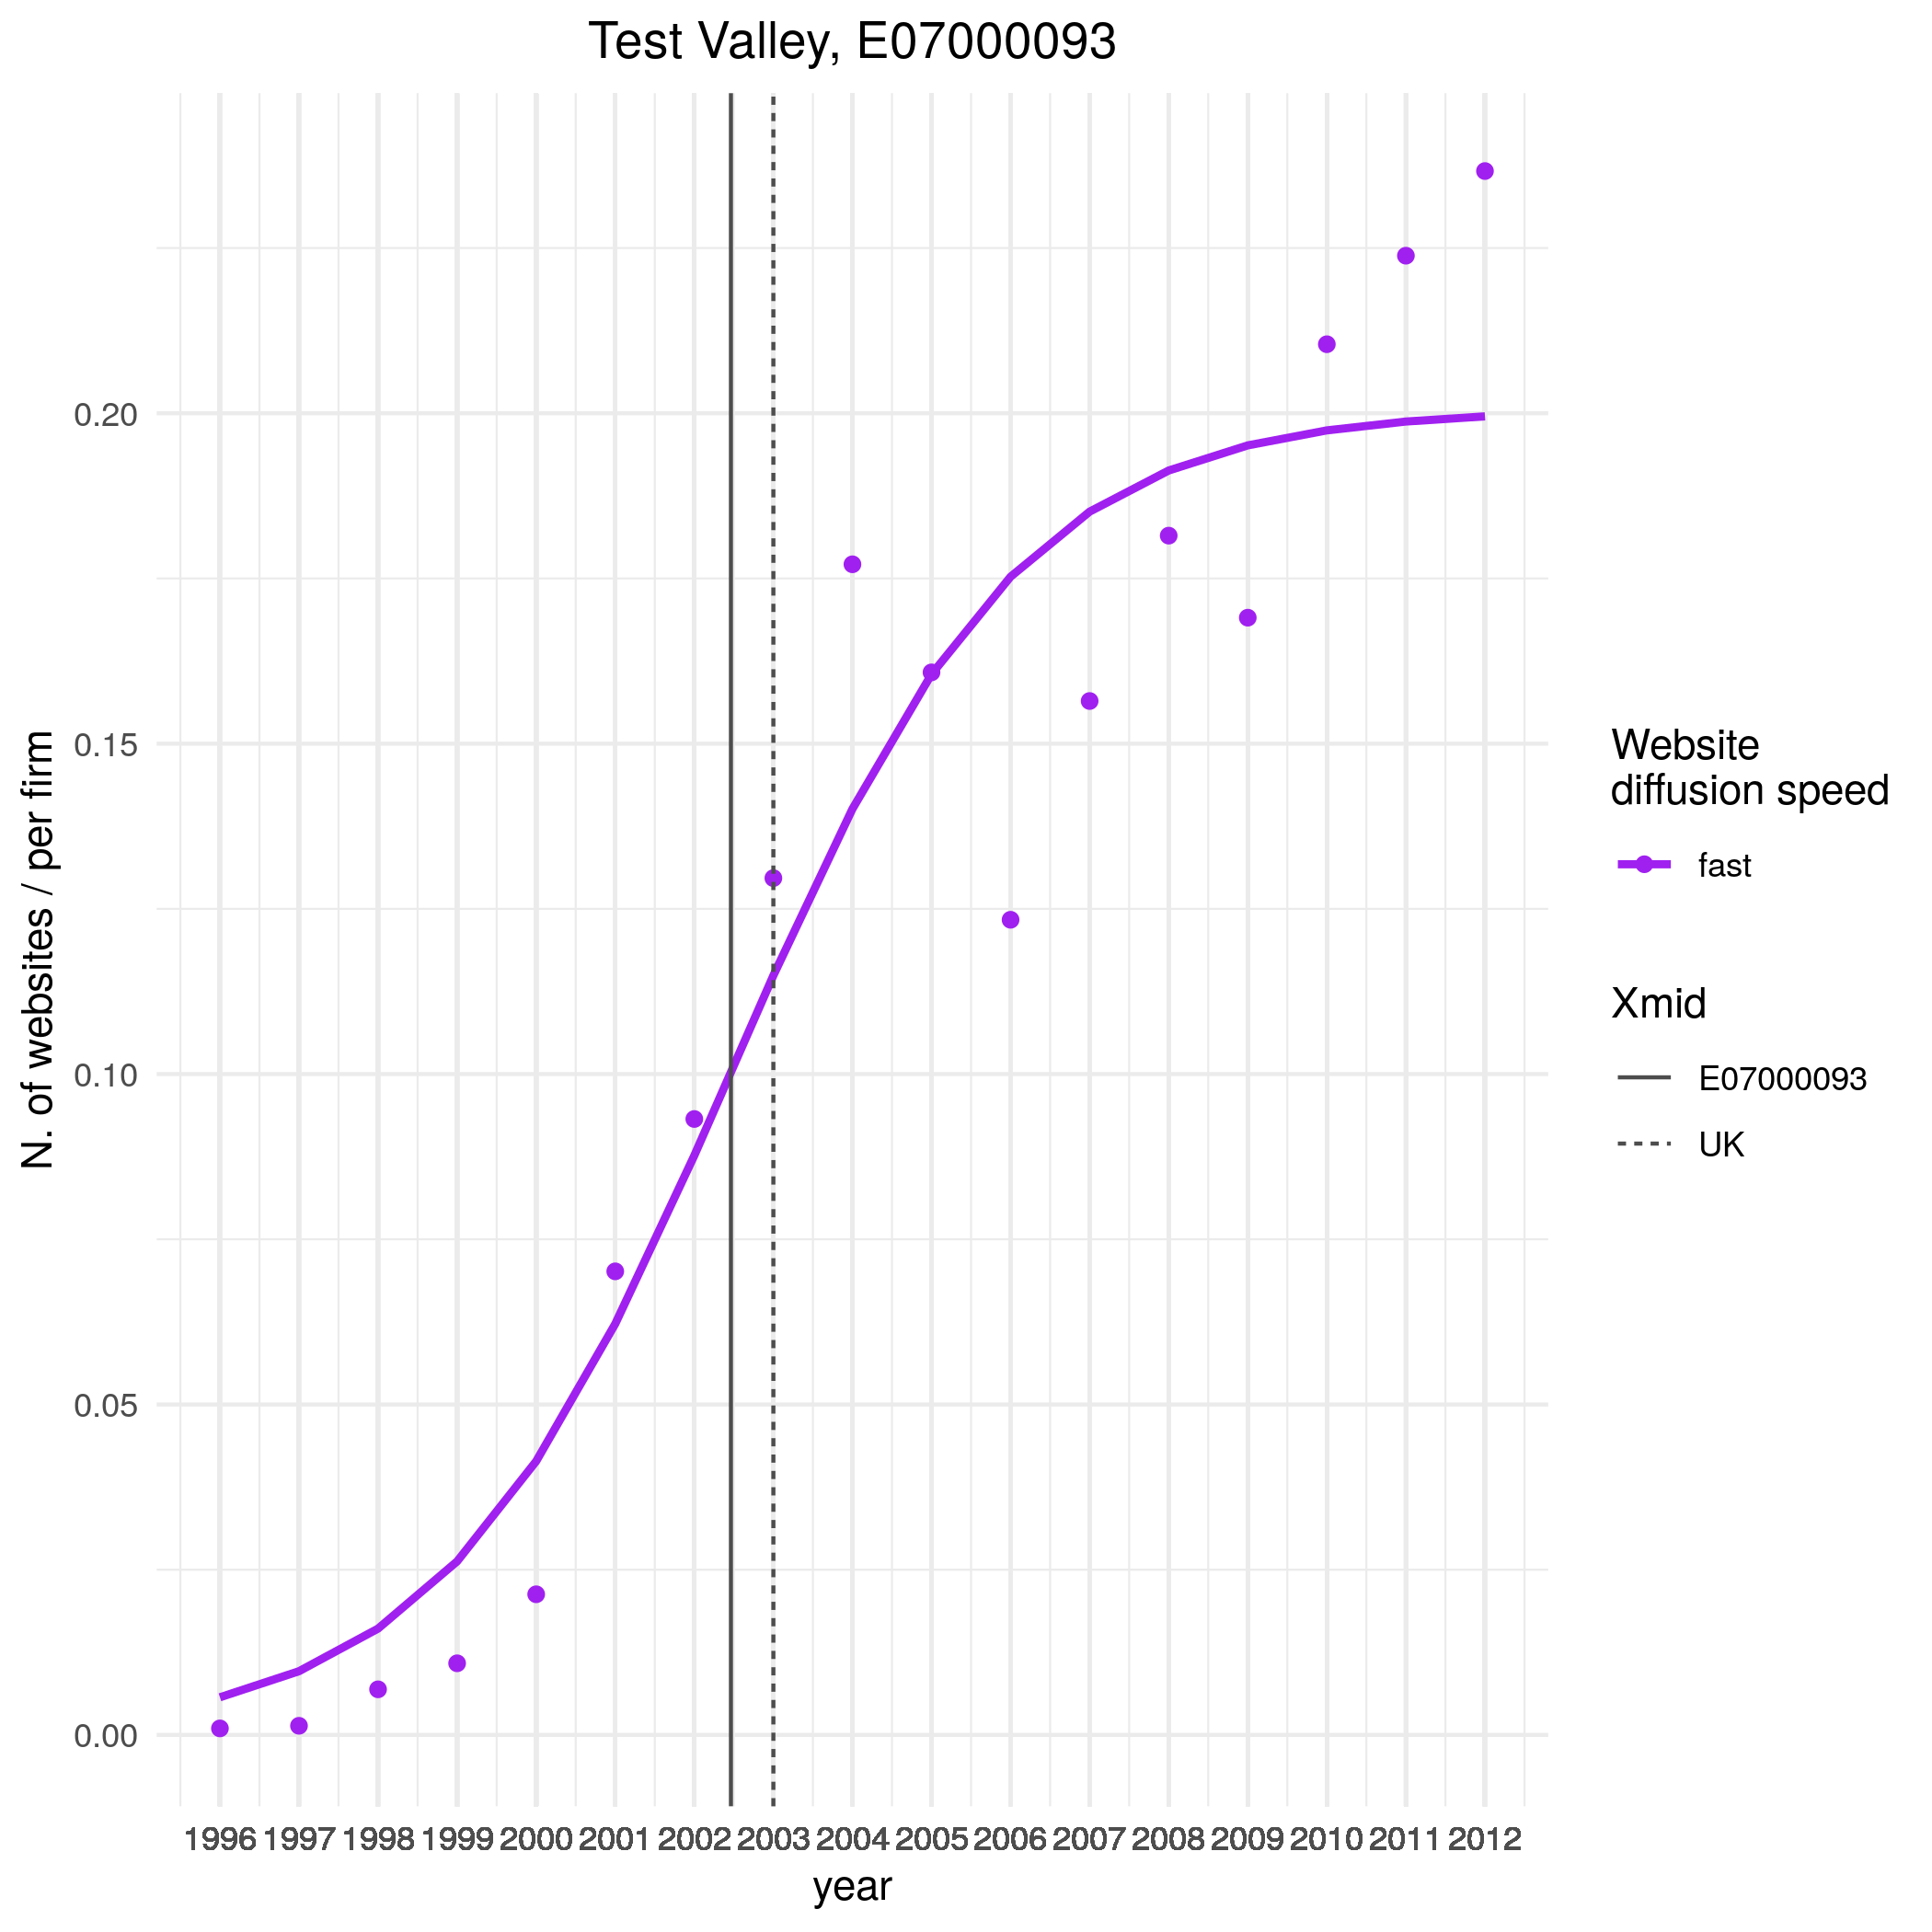 Test Valley, E07000093
N. of websites / per firm
0.20
0.15
0.10
0.05
0.00
1996 1997 1998 1999 2000 2001 2002 2003 2004 2005 2006 2007 2008 2009 2010 2011 2012
year
Website
diffusion speed
fast
Xmid
E07000093
UK